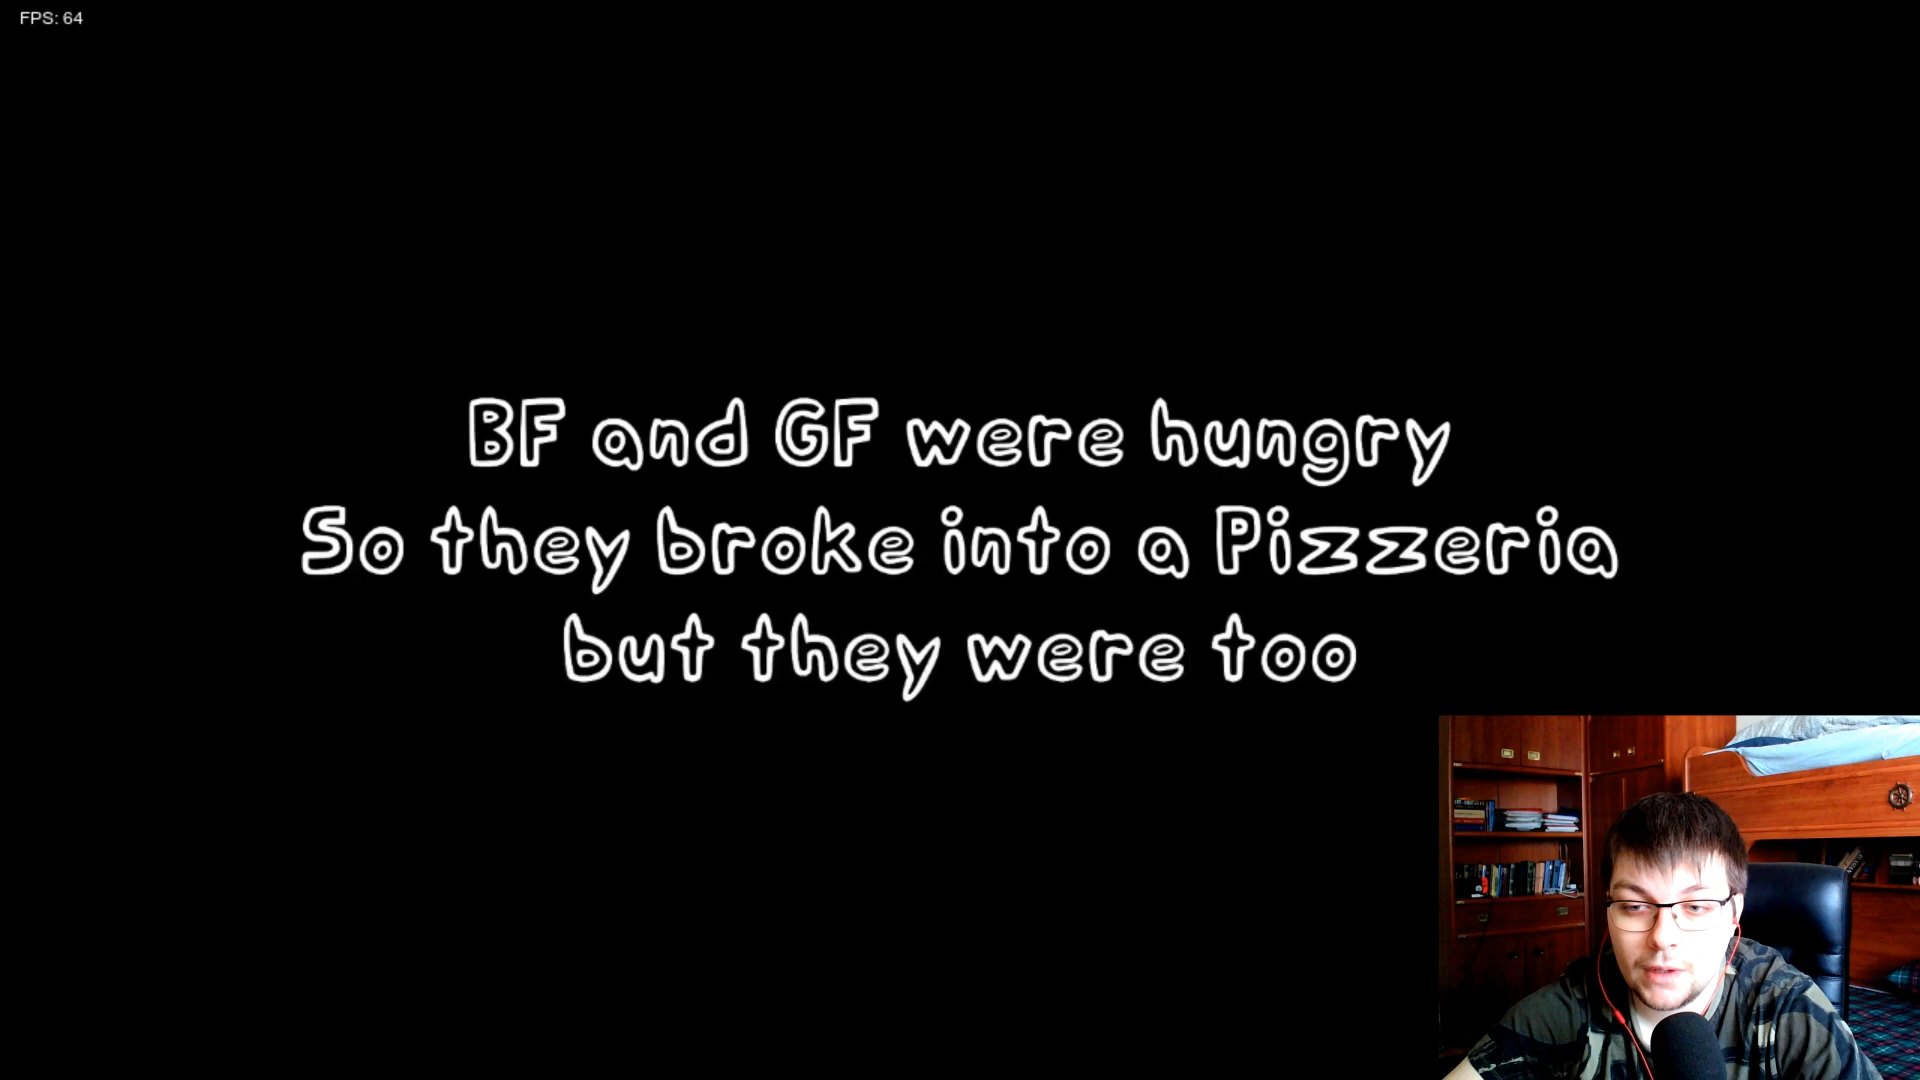 FPS: 64
BF and GF were hungry
So they broke into a Pizzeria
but they were too